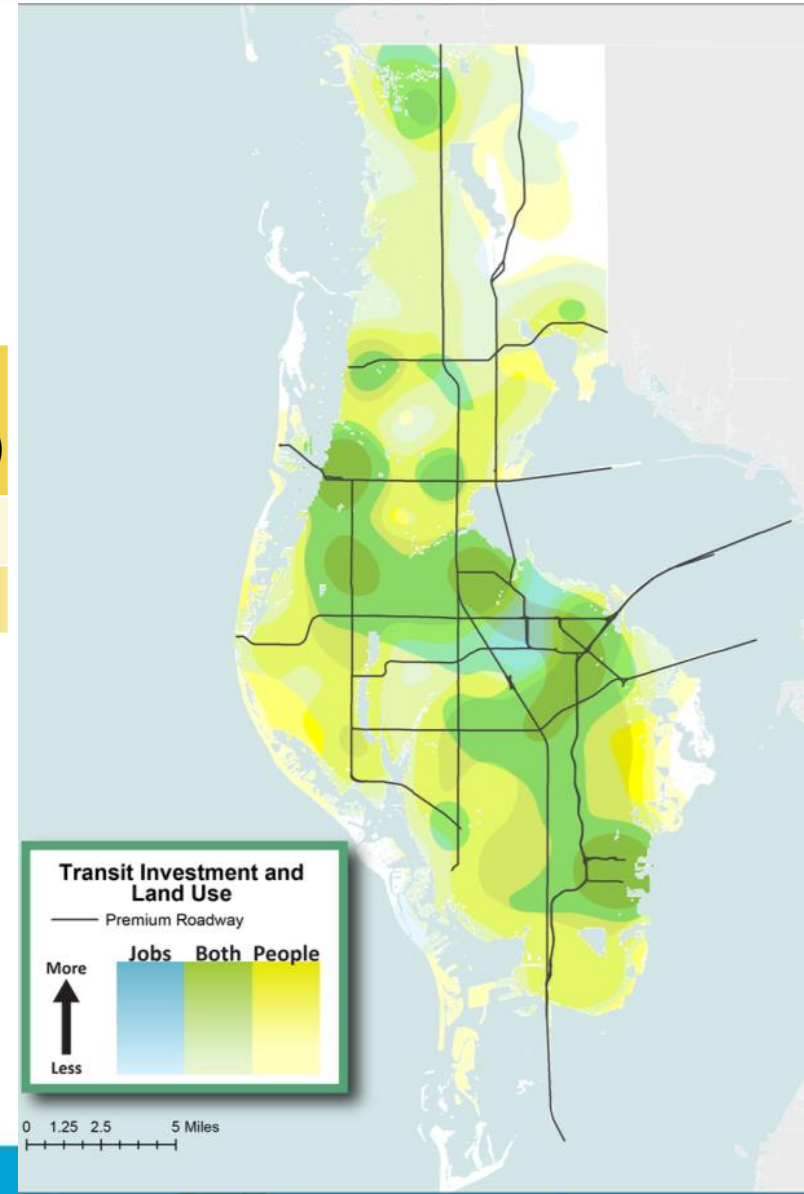 )
Transit Investment and
Land Use
Premium Roadway
Jobs Both People
More
Less
0 1.25 2.5 5 Miles